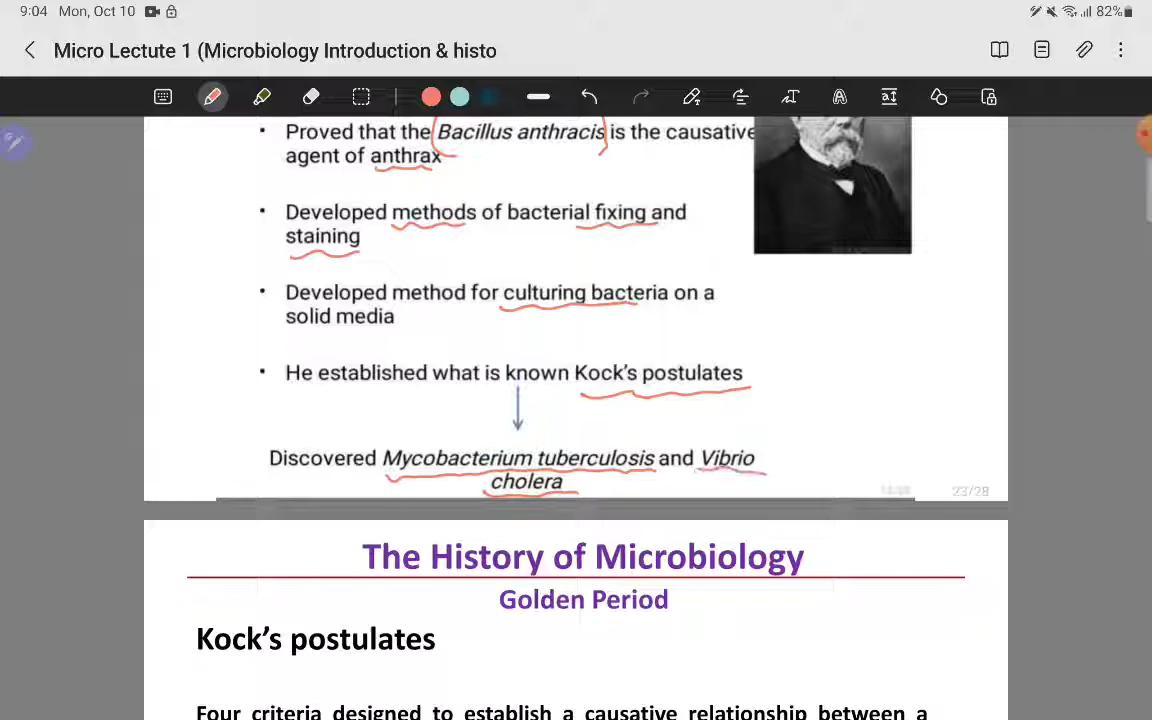 9:04 Mon, Oct 10
82%
Micro Lectute 1 (Microbiology Introduction & histo
• Proved that the Bacillus anthracis is the causative
agent of anthrax
• Developed methods of bacterial fixing and
staining
• Developed method for culturing bacteria on a
solid media
• He established what is known Kock's postulates
Discovered Mycobacterium tuberculosis and Vibrio
cholera
23/28
The History of Microbiology
Golden Period
Kock's postulates
Four criteria designed to establish a causative relationship between a